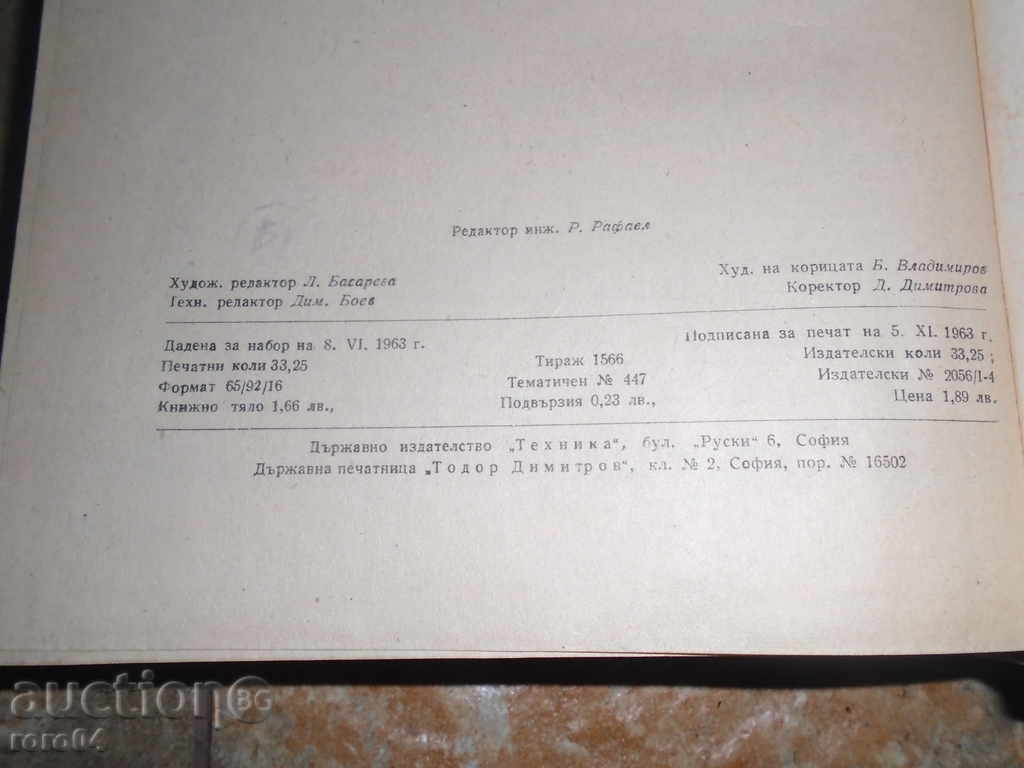 Редактор инж. Р. Рафаел
Худож. редактор Л. Басарева
Худ. на корицата Б. Владимиров
Техн. редактор Дим. Боев
Коректор Д. Димитрова
Дадена за набор на 8. VI. 1963 г.
Подписана за печат на 5. XI. 1963 г.
Печатни коли 33,25
Тираж 1566
Издателски коли 33,25;
Формат 65/92/16
Тематичен № 447
Издателски № 2056/1-4
Книжно тяло 1,66 лв.,
Подвързия 0,23 лв.,
Цена 1,89 лв.
Държавно издателство „Техника“, бул. „Руски“ 6, София
Държавна печатница „Тодор Димитров“, кл. № 2, София, пор. № 16502
auction BG
roro04